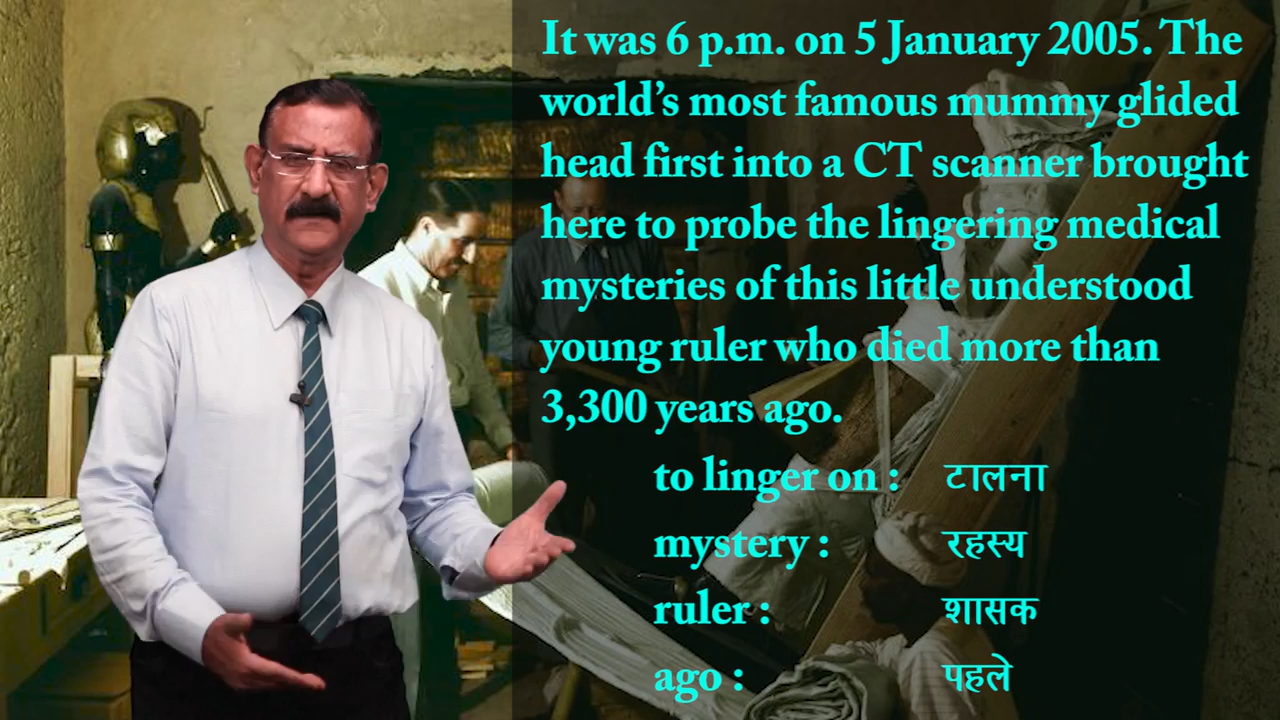 It was 6 p.m. on 5 January 2005. The
world’s most famous mummy glided
head first into a CT scanner brought
here to probe the lingering medical
mysteries of this little understood
young ruler who died more than
3,300 years ago.
to linger on : टालना
mystery : रहस्य
ruler : शासक
ago : पहले